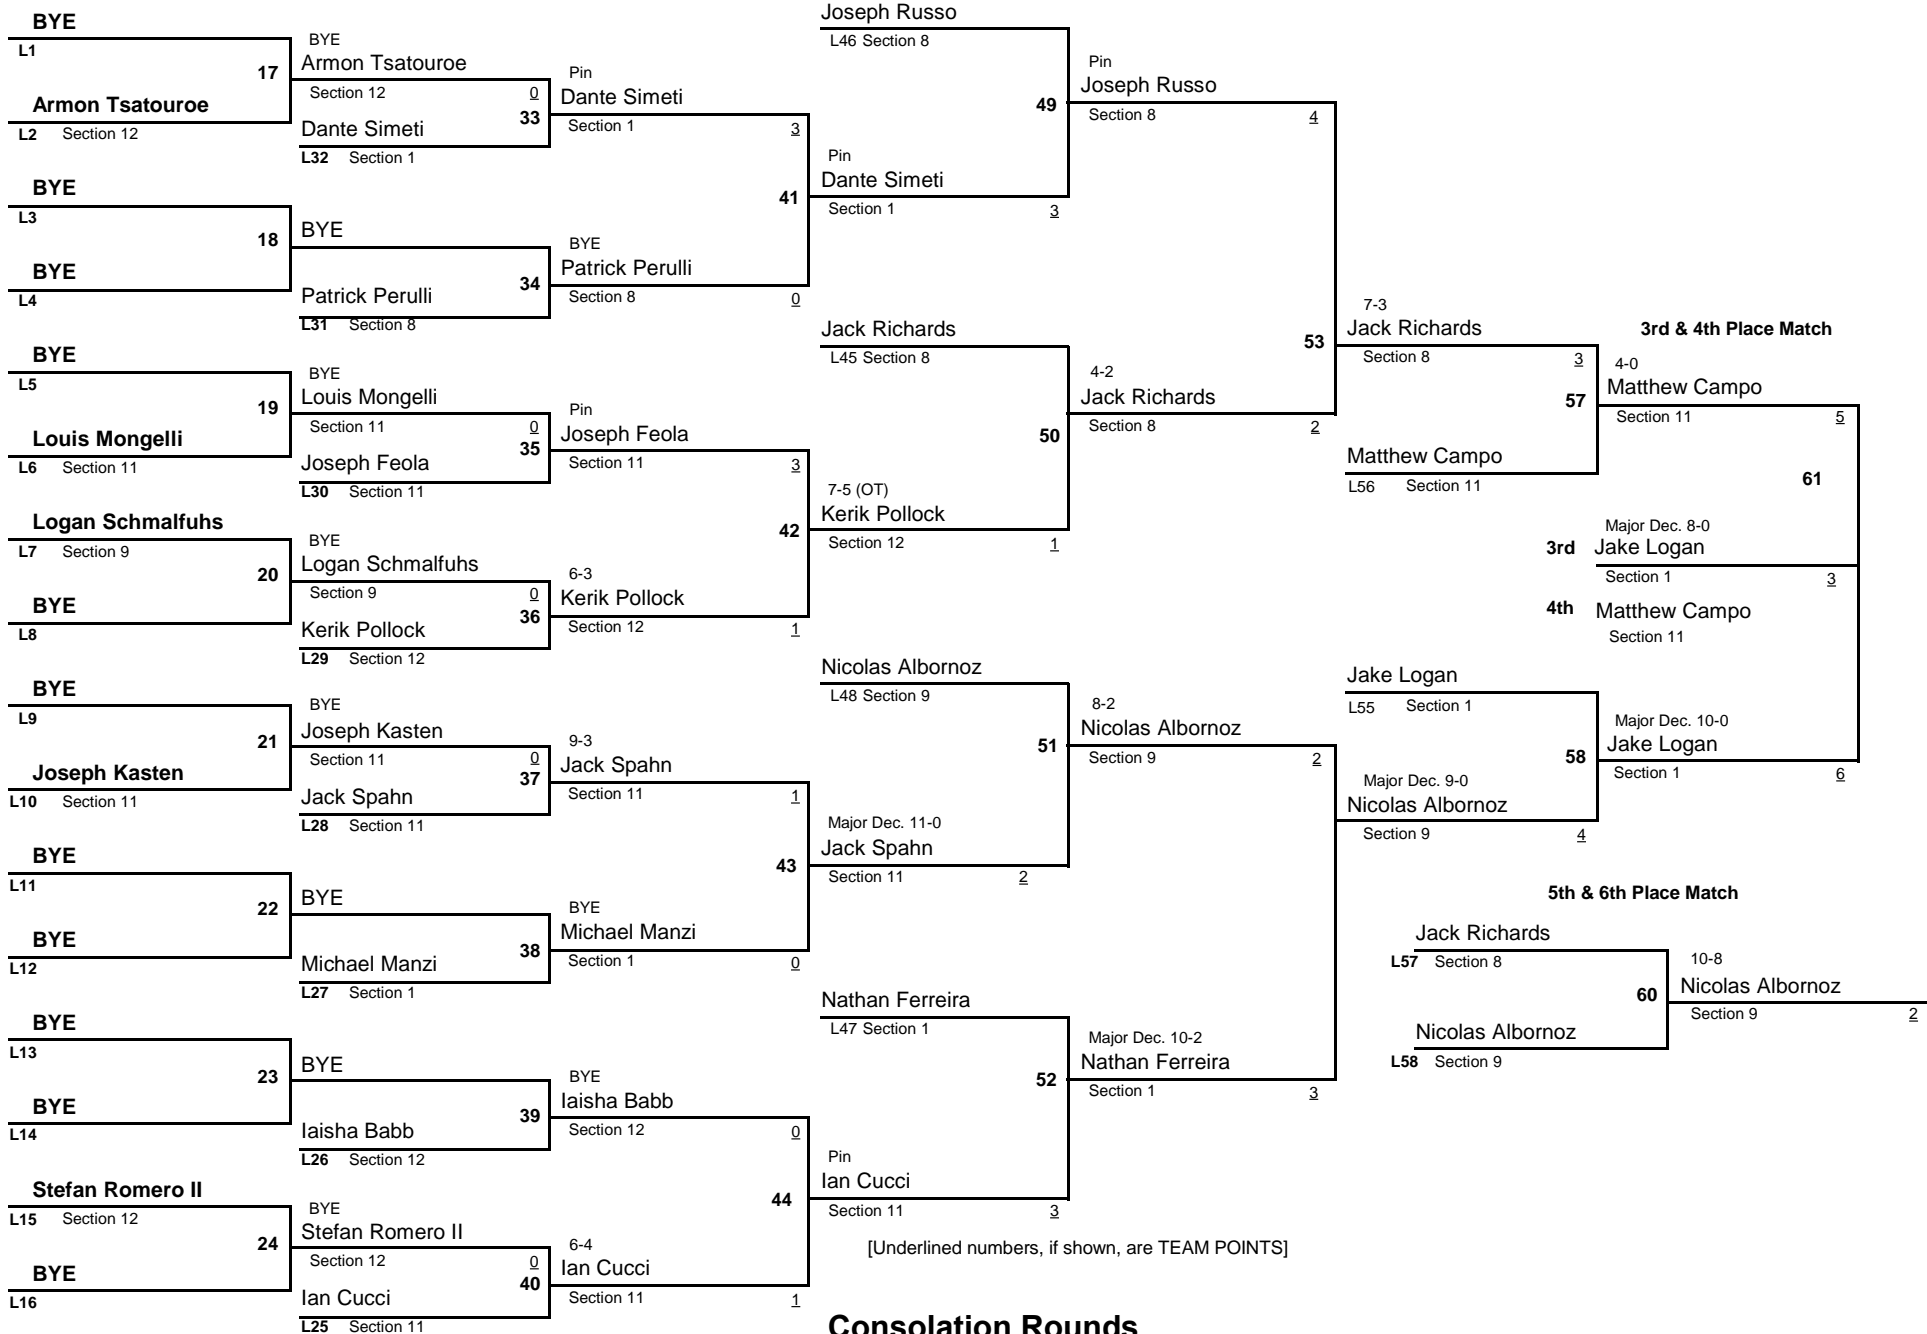 BYE
L1
17
Armon Tsatouroe
L2 Section 12
BYE
L3
18
BYE
L4
BYE
L5
19
Louis Mongelli
L6 Section 11
Logan Schmalfuhs
L7 Section 9
20
BYE
L8
BYE
L9
21
Joseph Kasten
L10 Section 11
BYE
L11
22
BYE
L12
BYE
L13
23
BYE
L14
Stefan Romero II
L15 Section 12
24
BYE
L16
BYE
Armon Tsatouroe
Section 12 0
33
Dante Simeti
L32 Section 1
BYE
34
Patrick Perulli
L31 Section 8
BYE
Louis Mongelli
Section 11 0
35
Joseph Feola
L30 Section 11
BYE
Logan Schmalfuhs
Section 9 0
36
Kerik Pollock
L29 Section 12
BYE
Joseph Kasten
Section 11 0
37
Jack Spahn
L28 Section 11
BYE
38
Michael Manzi
L27 Section 1
BYE
39
Iaisha Babb
L26 Section 12
BYE
Stefan Romero II
Section 12 0
40
Ian Cucci
L25 Section 11
Pin
Dante Simeti
Section 1 3
41
BYE
Patrick Perulli
Section 8 0
Pin
Joseph Feola
Section 11 3
42
6-3
Kerik Pollock
Section 12 1
9-3
Jack Spahn
Section 11 1
43
BYE
Michael Manzi
Section 1 0
BYE
Iaisha Babb
Section 12 0
44
6-4
Ian Cucci
Section 11 1
Joseph Russo
L46 Section 8
49
Pin
Dante Simeti
Section 1 3
Jack Richards
L45 Section 8
50
7-5 (OT)
Kerik Pollock
Section 12 1
Nicolas Albornoz
L48 Section 9
51
Major Dec. 11-0
Jack Spahn
Section 11 2
Nathan Ferreira
L47 Section 1
52
Pin
Ian Cucci
Section 11 3
Pin
Joseph Russo
Section 8 4
53
4-2
Jack Richards
Section 8 2
8-2
Nicolas Albornoz
Section 9 2
Major Dec. 10-2
Nathan Ferreira
Section 1 3
7-3
Jack Richards
Section 8 3
57
Matthew Campo
L56 Section 11
Jake Logan
L55 Section 1
58
Major Dec. 9-0
Nicolas Albornoz
Section 9 4
3rd & 4th Place Match
4-0
Matthew Campo
Section 11 5
61
Major Dec. 8-0
3rd Jake Logan
Section 1 3
4th Matthew Campo
Section 11
Major Dec. 10-0
Jake Logan
Section 1 6
5th & 6th Place Match
Jack Richards
L57 Section 8
60
Nicolas Albornoz
L58 Section 9
10-8
Nicolas Albornoz
Section 9 2
[Underlined numbers, if shown, are TEAM POINTS]
Consolation Rounds